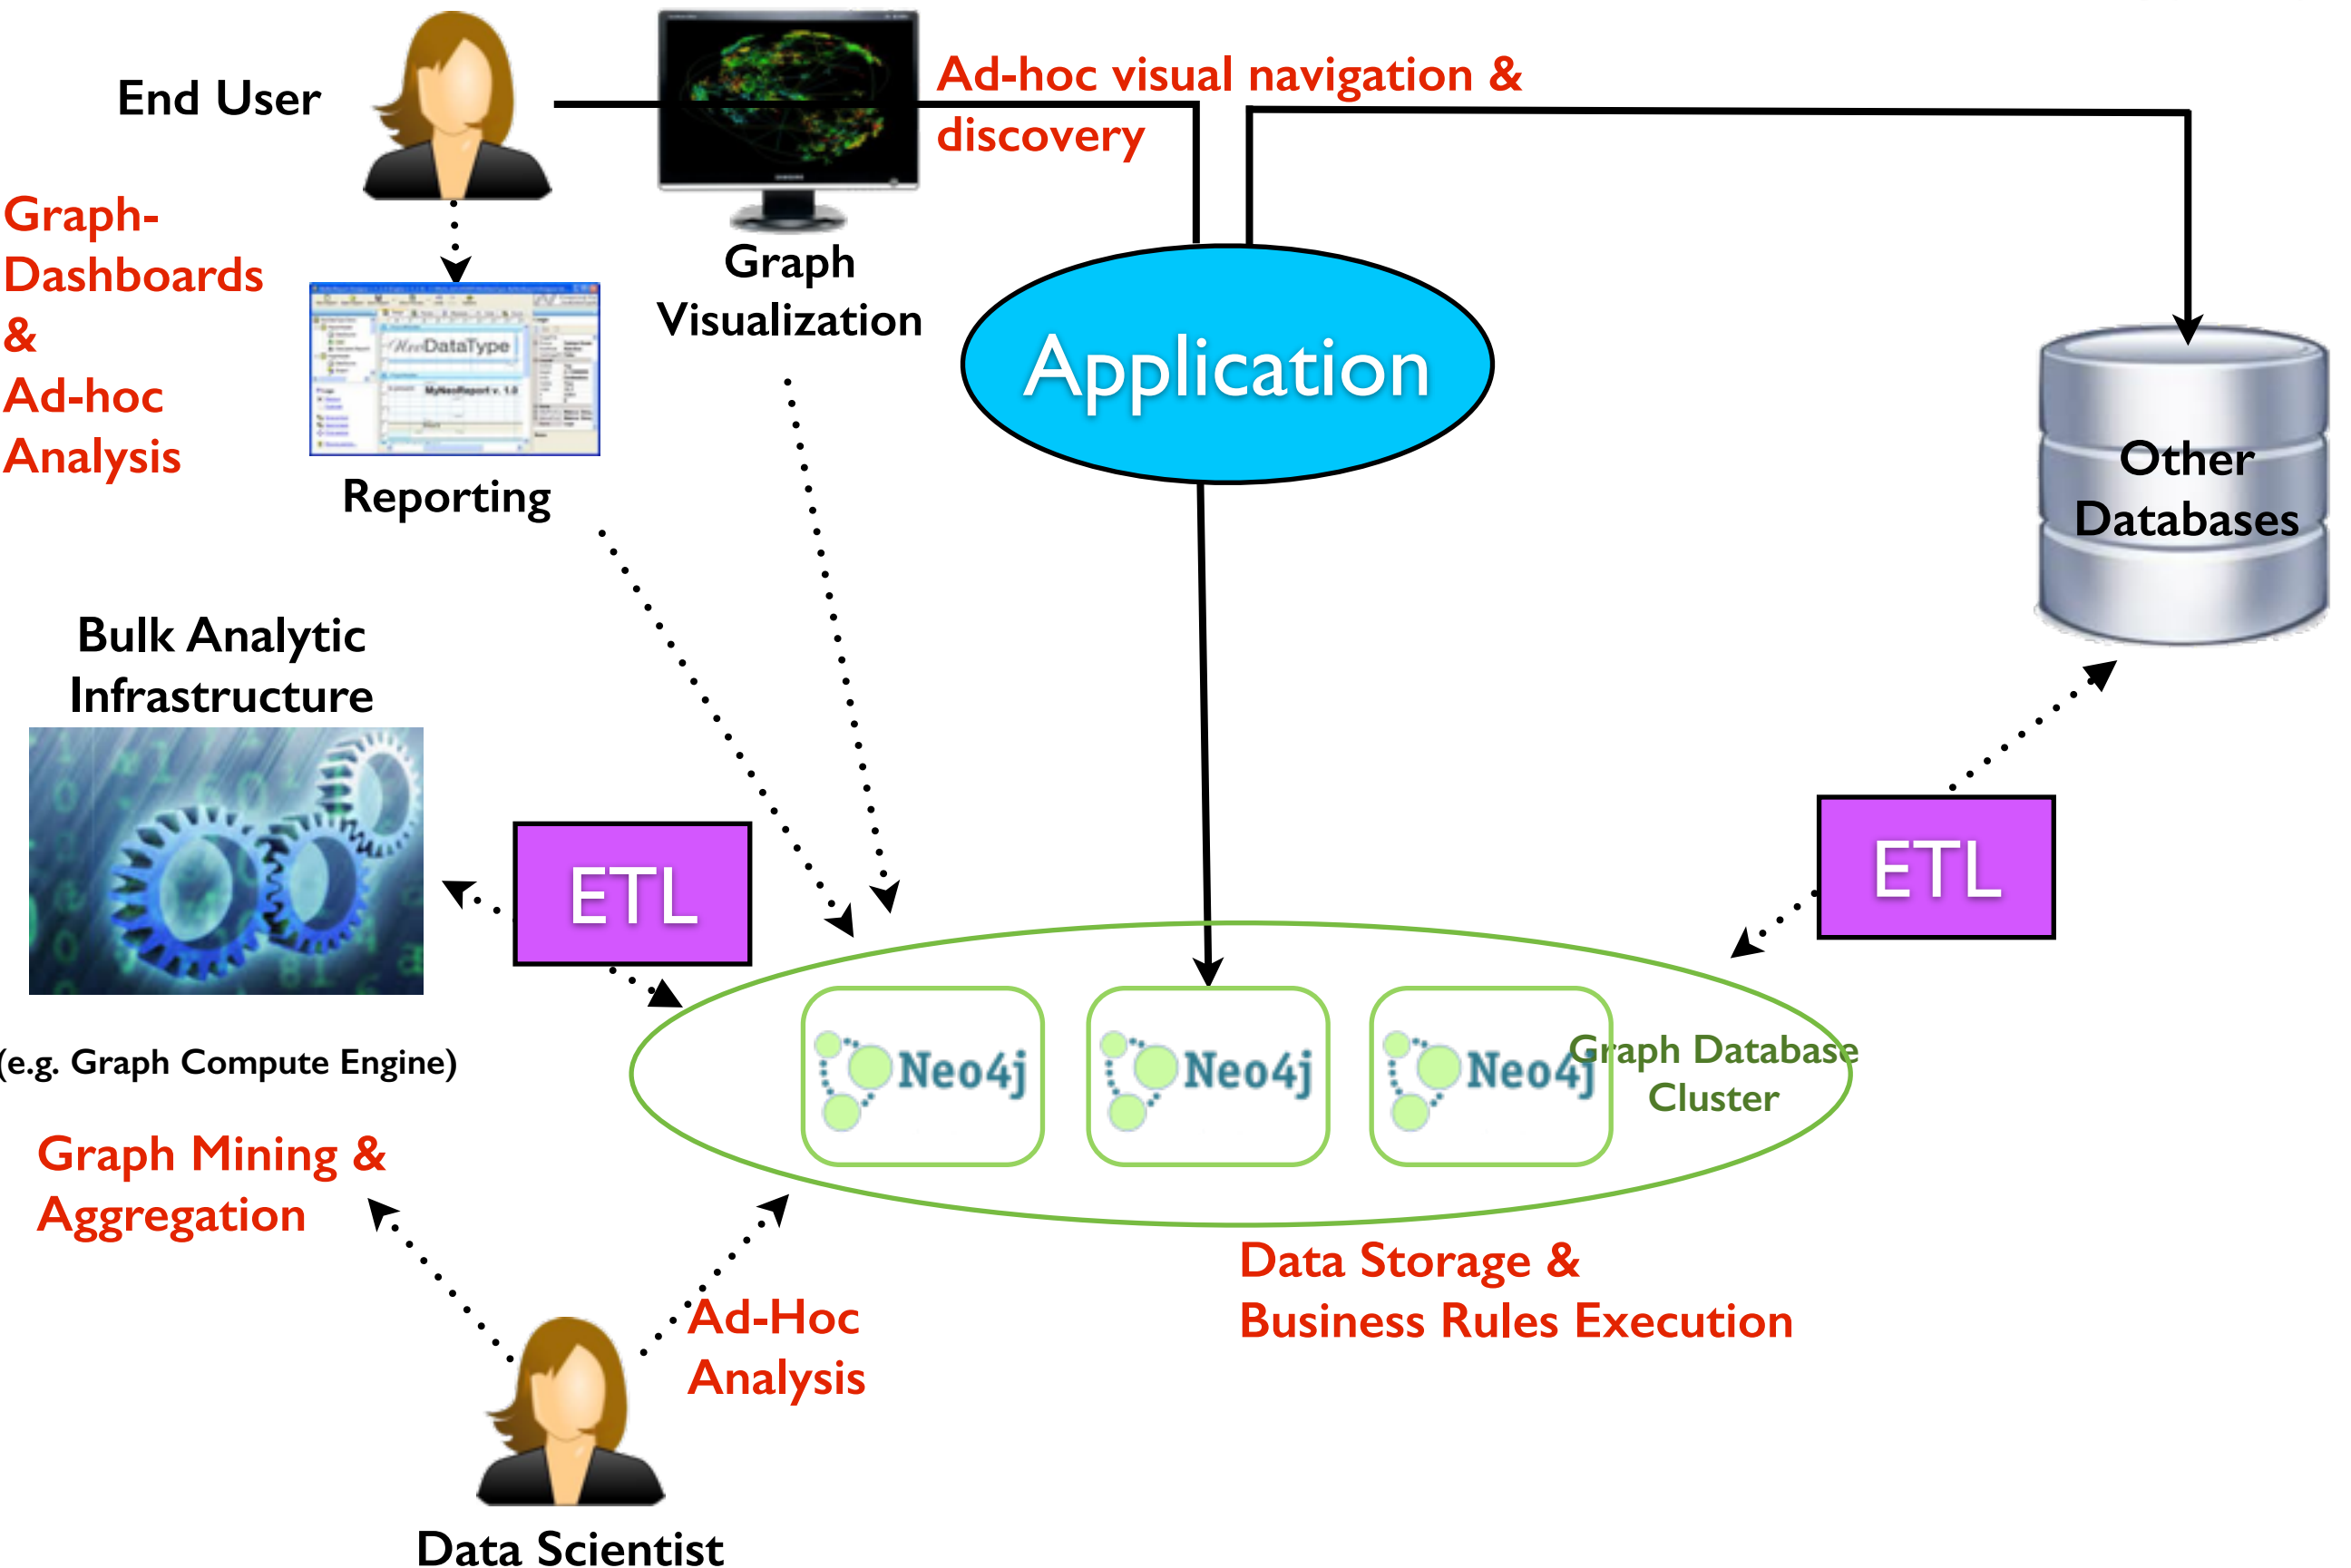 End User
Ad-hoc visual navigation &
discovery
Graph-
Dashboards
&
Ad-hoc
Analysis
Graph
Visualization
Application
DataType
MyNeoReport v. 1.0
Reporting
Other
Databases
Bulk Analytic
Infrastructure
ETL
ETL
(e.g. Graph Compute Engine)
Neo4j
Neo4j
Neo4j
Graph Database
Cluster
Graph Mining &
Aggregation
Ad-Hoc
Analysis
Data Storage &
Business Rules Execution
Data Scientist